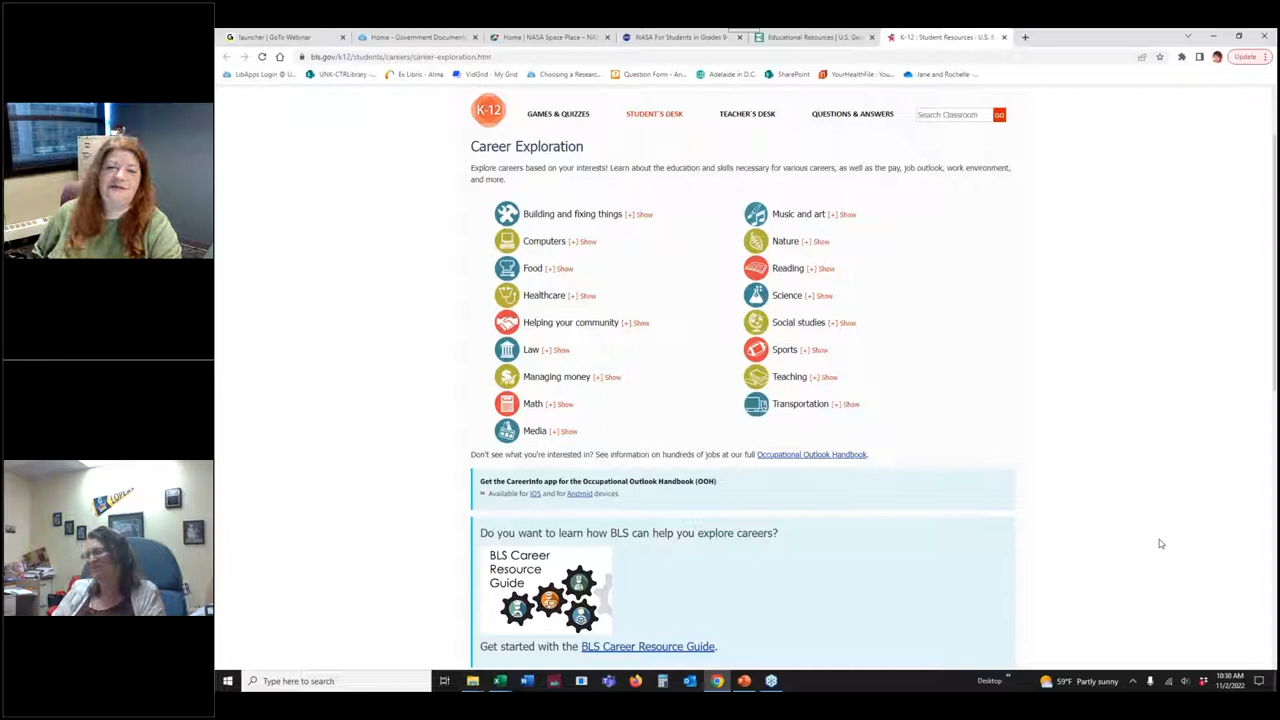 launcher | GoTo Webinar
Home - Government Document
Home | NASA Space Place – NA
NASA For Students in Grades 9-
Educational Resources | U.S. Geo
K-12 : Student Resources : U.S. B
bls.gov/k12/students/careers/career-exploration.htm
Update
LibApps Login @ U...
UNK-CTRLibrary -...
Ex Libris - Alma
VidGrid - My Grid
Choosing a Researc...
Question Form - An...
Adelaide in D.C.
SharePoint
YourHealthFile : You...
Jane and Rochelle -...
K-12
GAMES & QUIZZES
STUDENT'S DESK
TEACHER'S DESK
QUESTIONS & ANSWERS
Search Classroom
GO
Career Exploration
Explore careers based on your interests! Learn about the education and skills necessary for various careers, as well as the pay, job outlook, work environment,
and more.
Building and fixing things [+] Show
Computers [+] Show
Food [+] Show
Healthcare [+] Show
Helping your community [+] Show
Law [+] Show
Managing money [+] Show
Math [+] Show
Media [+] Show
Music and art [+] Show
Nature [+] Show
Reading [+] Show
Science [+] Show
Social studies [+] Show
Sports [+] Show
Teaching [+] Show
Transportation [+] Show
Don't see what you're interested in? See information on hundreds of jobs at our full Occupational Outlook Handbook.
Get the CareerInfo app for the Occupational Outlook Handbook (OOH)
» Available for iOS and for Android devices
Do you want to learn how BLS can help you explore careers?
BLS Career
Resource
Guide
Get started with the BLS Career Resource Guide.
LOPERS
Type here to search
Desktop
59°F Partly sunny
10:30 AM
11/2/2022